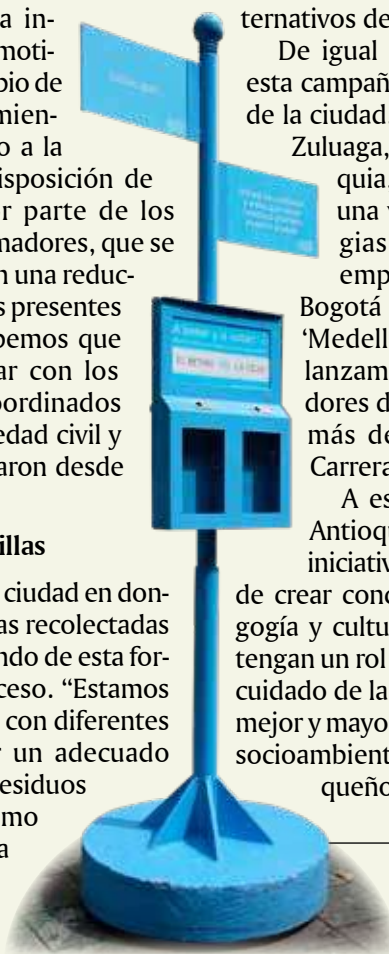 a in-
moti-
pio de
mien-
o a la
isposición de
r parte de los
madores, que se
n una reduc-
s presentes
bemos que
ar con los
oordinados
edad civil y
aron desde
illas
ciudad en don-
as recolectadas
ndo de esta for-
ceso. “Estamos
con diferentes
r un adecuado
esiduos
mo
a
ternativos de
De igual
esta campañ
de la ciudad.
Zuluaga,
quia.
una v
gias
emp
Bogotá
‘Medell
lanzam
dores d
más de
Carrera
A es
Antioqu
iniciativ
de crear conc
gogía y cultu
tengan un rol
cuidado de la
mejor y mayo
socioambient
queño